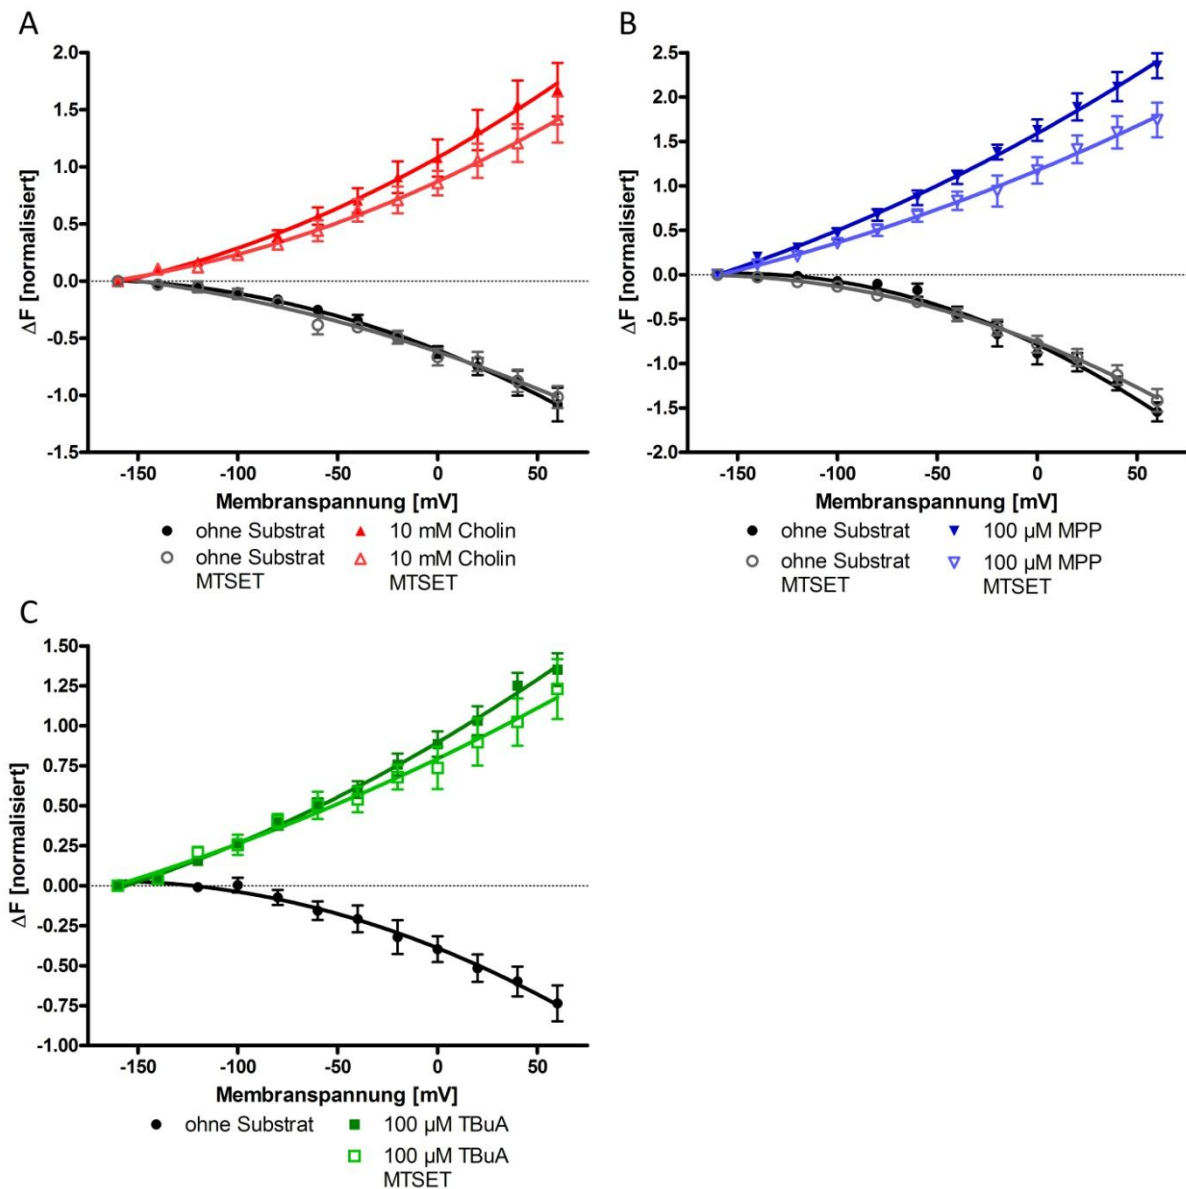 A
2.0
1.5
1.0
0.5
0.0
-0.5
-1.0
-1.5
ΔF [normalisiert]
-150 -100 -50 0 50
Membranspannung [mV]
ohne Substrat 10 mM Cholin
ohne Substrat 10 mM Cholin
MTSET MTSET
B
2.5
2.0
1.5
1.0
0.5
0.0
-0.5
-1.0
-1.5
-2.0
ΔF [normalisiert]
-150 -100 -50 0 50
Membranspannung [mV]
ohne Substrat 100 µM MPP
ohne Substrat 100 µM MPP
MTSET MTSET
C
1.50
1.25
1.00
0.75
0.50
0.25
0.00
-0.25
-0.50
-0.75
-1.00
ΔF [normalisiert]
-150 -100 -50 0 50
Membranspannung [mV]
ohne Substrat 100 µM TBuA
100 µM TBuA
MTSET